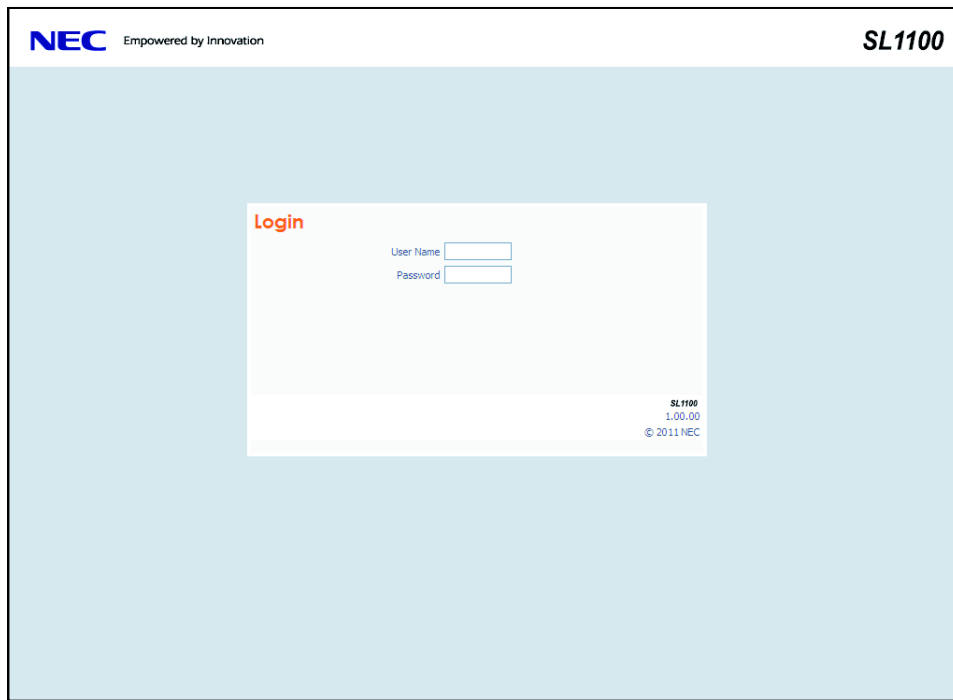 NEC Empowered by Innovation SL1100
Login
User Name
Password
SL1100
1.00.00
© 2011 NEC